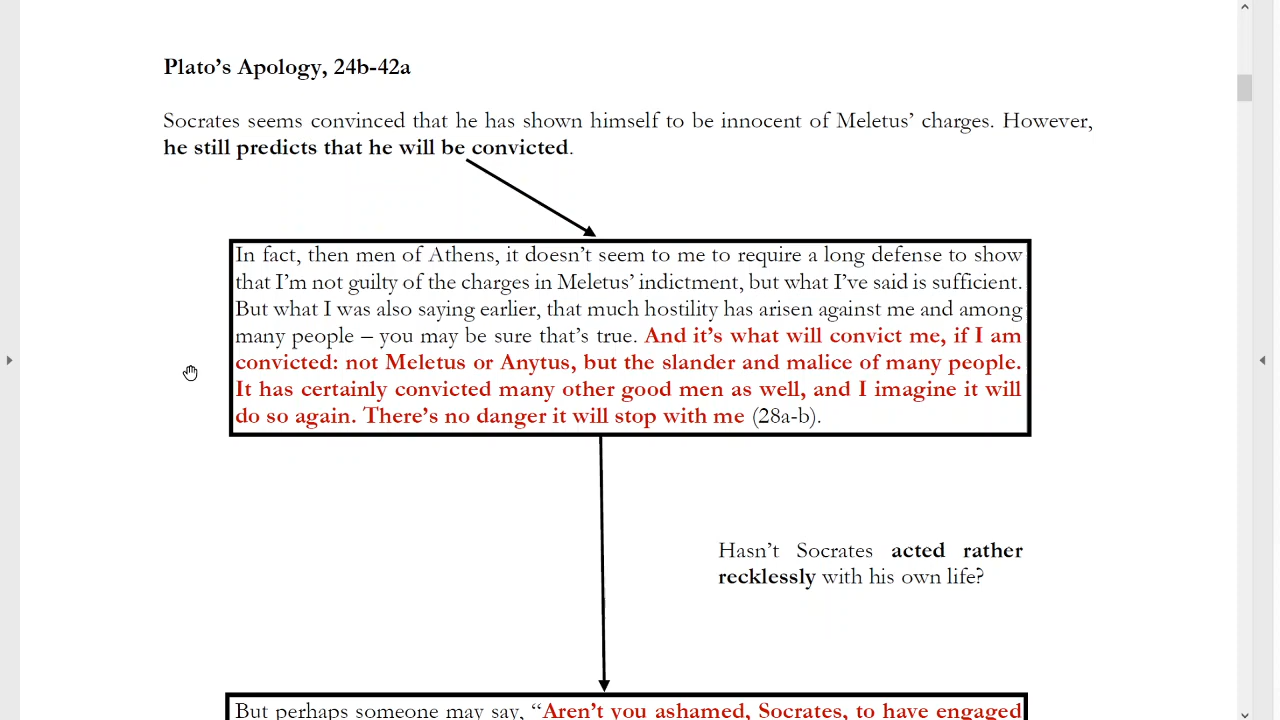 Plato’s Apology, 24b-42a
Socrates seems convinced that he has shown himself to be innocent of Meletus’ charges. However,
he still predicts that he will be convicted.
In fact, then men of Athens, it doesn’t seem to me to require a long defense to show
that I’m not guilty of the charges in Meletus’ indictment, but what I’ve said is sufficient.
But what I was also saying earlier, that much hostility has arisen against me and among
many people – you may be sure that’s true. And it’s what will convict me, if I am
convicted: not Meletus or Anytus, but the slander and malice of many people.
It has certainly convicted many other good men as well, and I imagine it will
do so again. There’s no danger it will stop with me (28a-b).
Hasn’t Socrates acted rather
recklessly with his own life?
But perhaps someone may say, “Aren’t you ashamed, Socrates, to have engaged